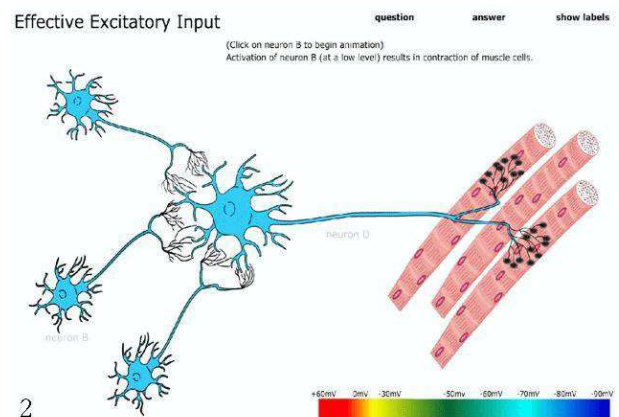 Effective Excitatory Input
question answer show labels
(Click on neuron B to begin animation)
Activation of neuron B (at a low level) results in contraction of muscle cells.
neuron D
neuron B
2
+60mV 0mV -30mV -50mV -60mV -70mV -80mV -90mV